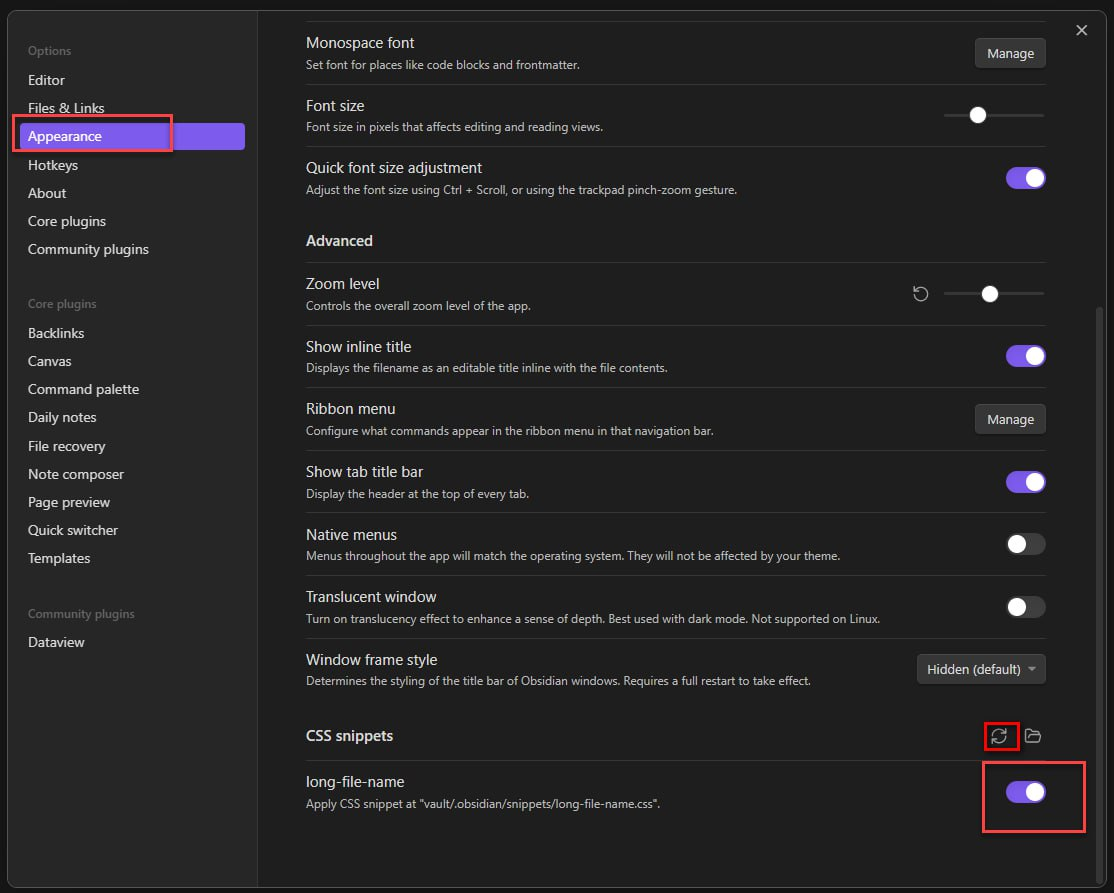 Options
Editor
Files & Links
Appearance
Hotkeys
About
Core plugins
Community plugins
Core plugins
Backlinks
Canvas
Command palette
Daily notes
File recovery
Note composer
Page preview
Quick switcher
Templates
Community plugins
Dataview
Monospace font
Set font for places like code blocks and frontmatter.
Manage
Font size
Font size in pixels that affects editing and reading views.
Quick font size adjustment
Adjust the font size using Ctrl + Scroll, or using the trackpad pinch-zoom gesture.
Advanced
Zoom level
Controls the overall zoom level of the app.
Show inline title
Displays the filename as an editable title inline with the file contents.
Ribbon menu
Configure what commands appear in the ribbon menu in that navigation bar.
Manage
Show tab title bar
Display the header at the top of every tab.
Native menus
Menus throughout the app will match the operating system. They will not be affected by your theme.
Translucent window
Turn on translucency effect to enhance a sense of depth. Best used with dark mode. Not supported on Linux.
Window frame style
Determines the styling of the title bar of Obsidian windows. Requires a full restart to take effect.
Hidden (default)
CSS snippets
long-file-name
Apply CSS snippet at "vault/.obsidian/snippets/long-file-name.css".